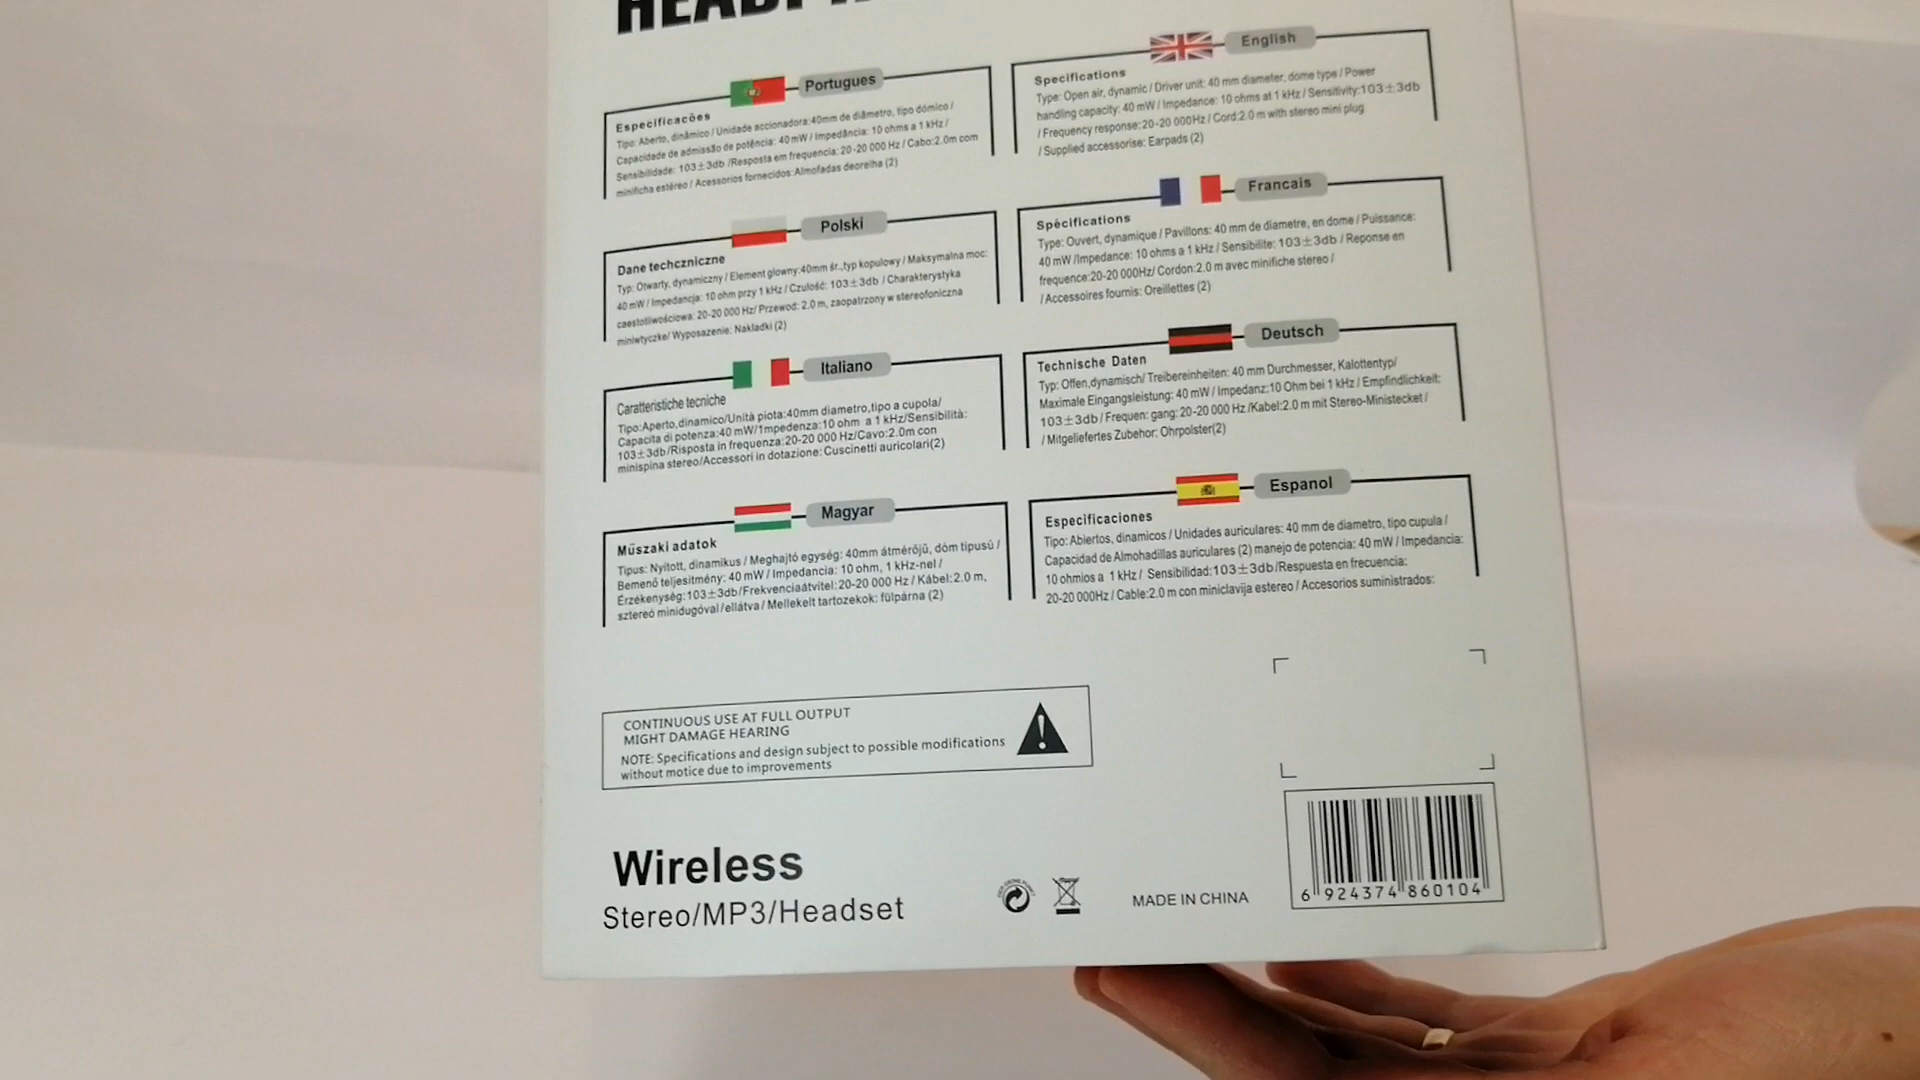 Portugues
Especificacões
Tipo: Aberto, dinâmico / Unidade accionadora:40mm de diâmetro, tipo dómico /
Capacidade de admissão de potência: 40 mW / Impedância: 10 ohms a 1 kHz /
Sensibilidade: 103±3db /Resposta em frequencia: 20-20 000 Hz / Cabo:2.0m com
minificha estéreo / Acessorios fornecidos:Almofadas deorelha (2)
Polski
Dane techczniczne
Typ: Otwarty, dynamiczny / Element glowny:40mm śr.,typ kopulowy / Maksymalna moc:
40 mW / Impedancja: 10 ohm przy 1 kHz / Czulość: 103±3db / Charakterystyka
caestotliwościowa: 20-20 000 Hz/ Przewod: 2.0 m, zaopatrzony w stereofoniczna
miniwtyczke/ Wyposazenie: Nakladki (2)
Italiano
Caratteristiche tecniche
Tipo:Aperto,dinamico/Unità piota:40mm diametro,tipo a cupola/
Capacita di potenza:40 mW/1mpedenza:10 ohm a 1 kHz/Sensibilità:
103±3db/Risposta in frequenza:20-20 000 Hz/Cavo:2.0m con
minispina stereo/Accessori in dotazione:Cuscinetti auricolari(2)
Magyar
Műszaki adatok
Tipus: Nyitott, dinamikus / Meghajtó egység: 40mm átmérőjű, dóm tipusú /
Bemenő teljesitmény: 40 mW / Impedancia: 10 ohm, 1 kHz-nel /
Érzékenység:103±3db/Frekvenciaátvitel:20-20 000 Hz / Kábel:2.0 m,
sztereó minidugóval/ellátva / Mellekelt tartozekok: fülpárna (2)
English
Specifications
Type: Open air, dynamic / Driver unit: 40 mm diameter, dome type / Power
handling capacity: 40 mW / Impedance: 10 ohms at 1 kHz / Sensitivity:103±3db
/ Frequency response:20-20 000Hz / Cord:2.0 m with stereo mini plug
/ Supplied accessorise: Earpads (2)
Francais
Spécifications
Type: Ouvert, dynamique / Pavillons: 40 mm de diametre, en dome / Puissance:
40 mW /Impedance: 10 ohms a 1 kHz / Sensibilite: 103±3db / Reponse en
frequence:20-20 000Hz/ Cordon:2.0 m avec minifiche stereo /
/ Accessoires fournis: Oreillettes (2)
Deutsch
Technische Daten
Typ: Offen,dynamisch/ Treibereinheiten: 40 mm Durchmesser, Kalottentyp/
Maximale Eingangsleistung: 40 mW / Impedanz:10 Ohm bei 1 kHz / Empfindlichkeit:
103±3db / Frequen: gang: 20-20 000 Hz /Kabel:2.0 m mit Stereo-Ministecket /
/ Mitgeliefertes Zubehor: Ohrpolster(2)
Espanol
Especificaciones
Tipo: Abiertos, dinamicos / Unidades auriculares: 40 mm de diametro, tipo cupula /
Capacidad de Almohadillas auriculares (2) manejo de potencia: 40 mW / Impedancia:
10 ohmios a 1 kHz / Sensibilidad:103±3db /Respuesta en frecuencia:
20-20 000Hz / Cable:2.0 m con miniclavija estereo / Accesorios suministrados:
CONTINUOUS USE AT FULL OUTPUT
MIGHT DAMAGE HEARING
NOTE: Specifications and design subject to possible modifications
without motice due to improvements
Wireless
Stereo/MP3/Headset
MADE IN CHINA
6 924374 860104